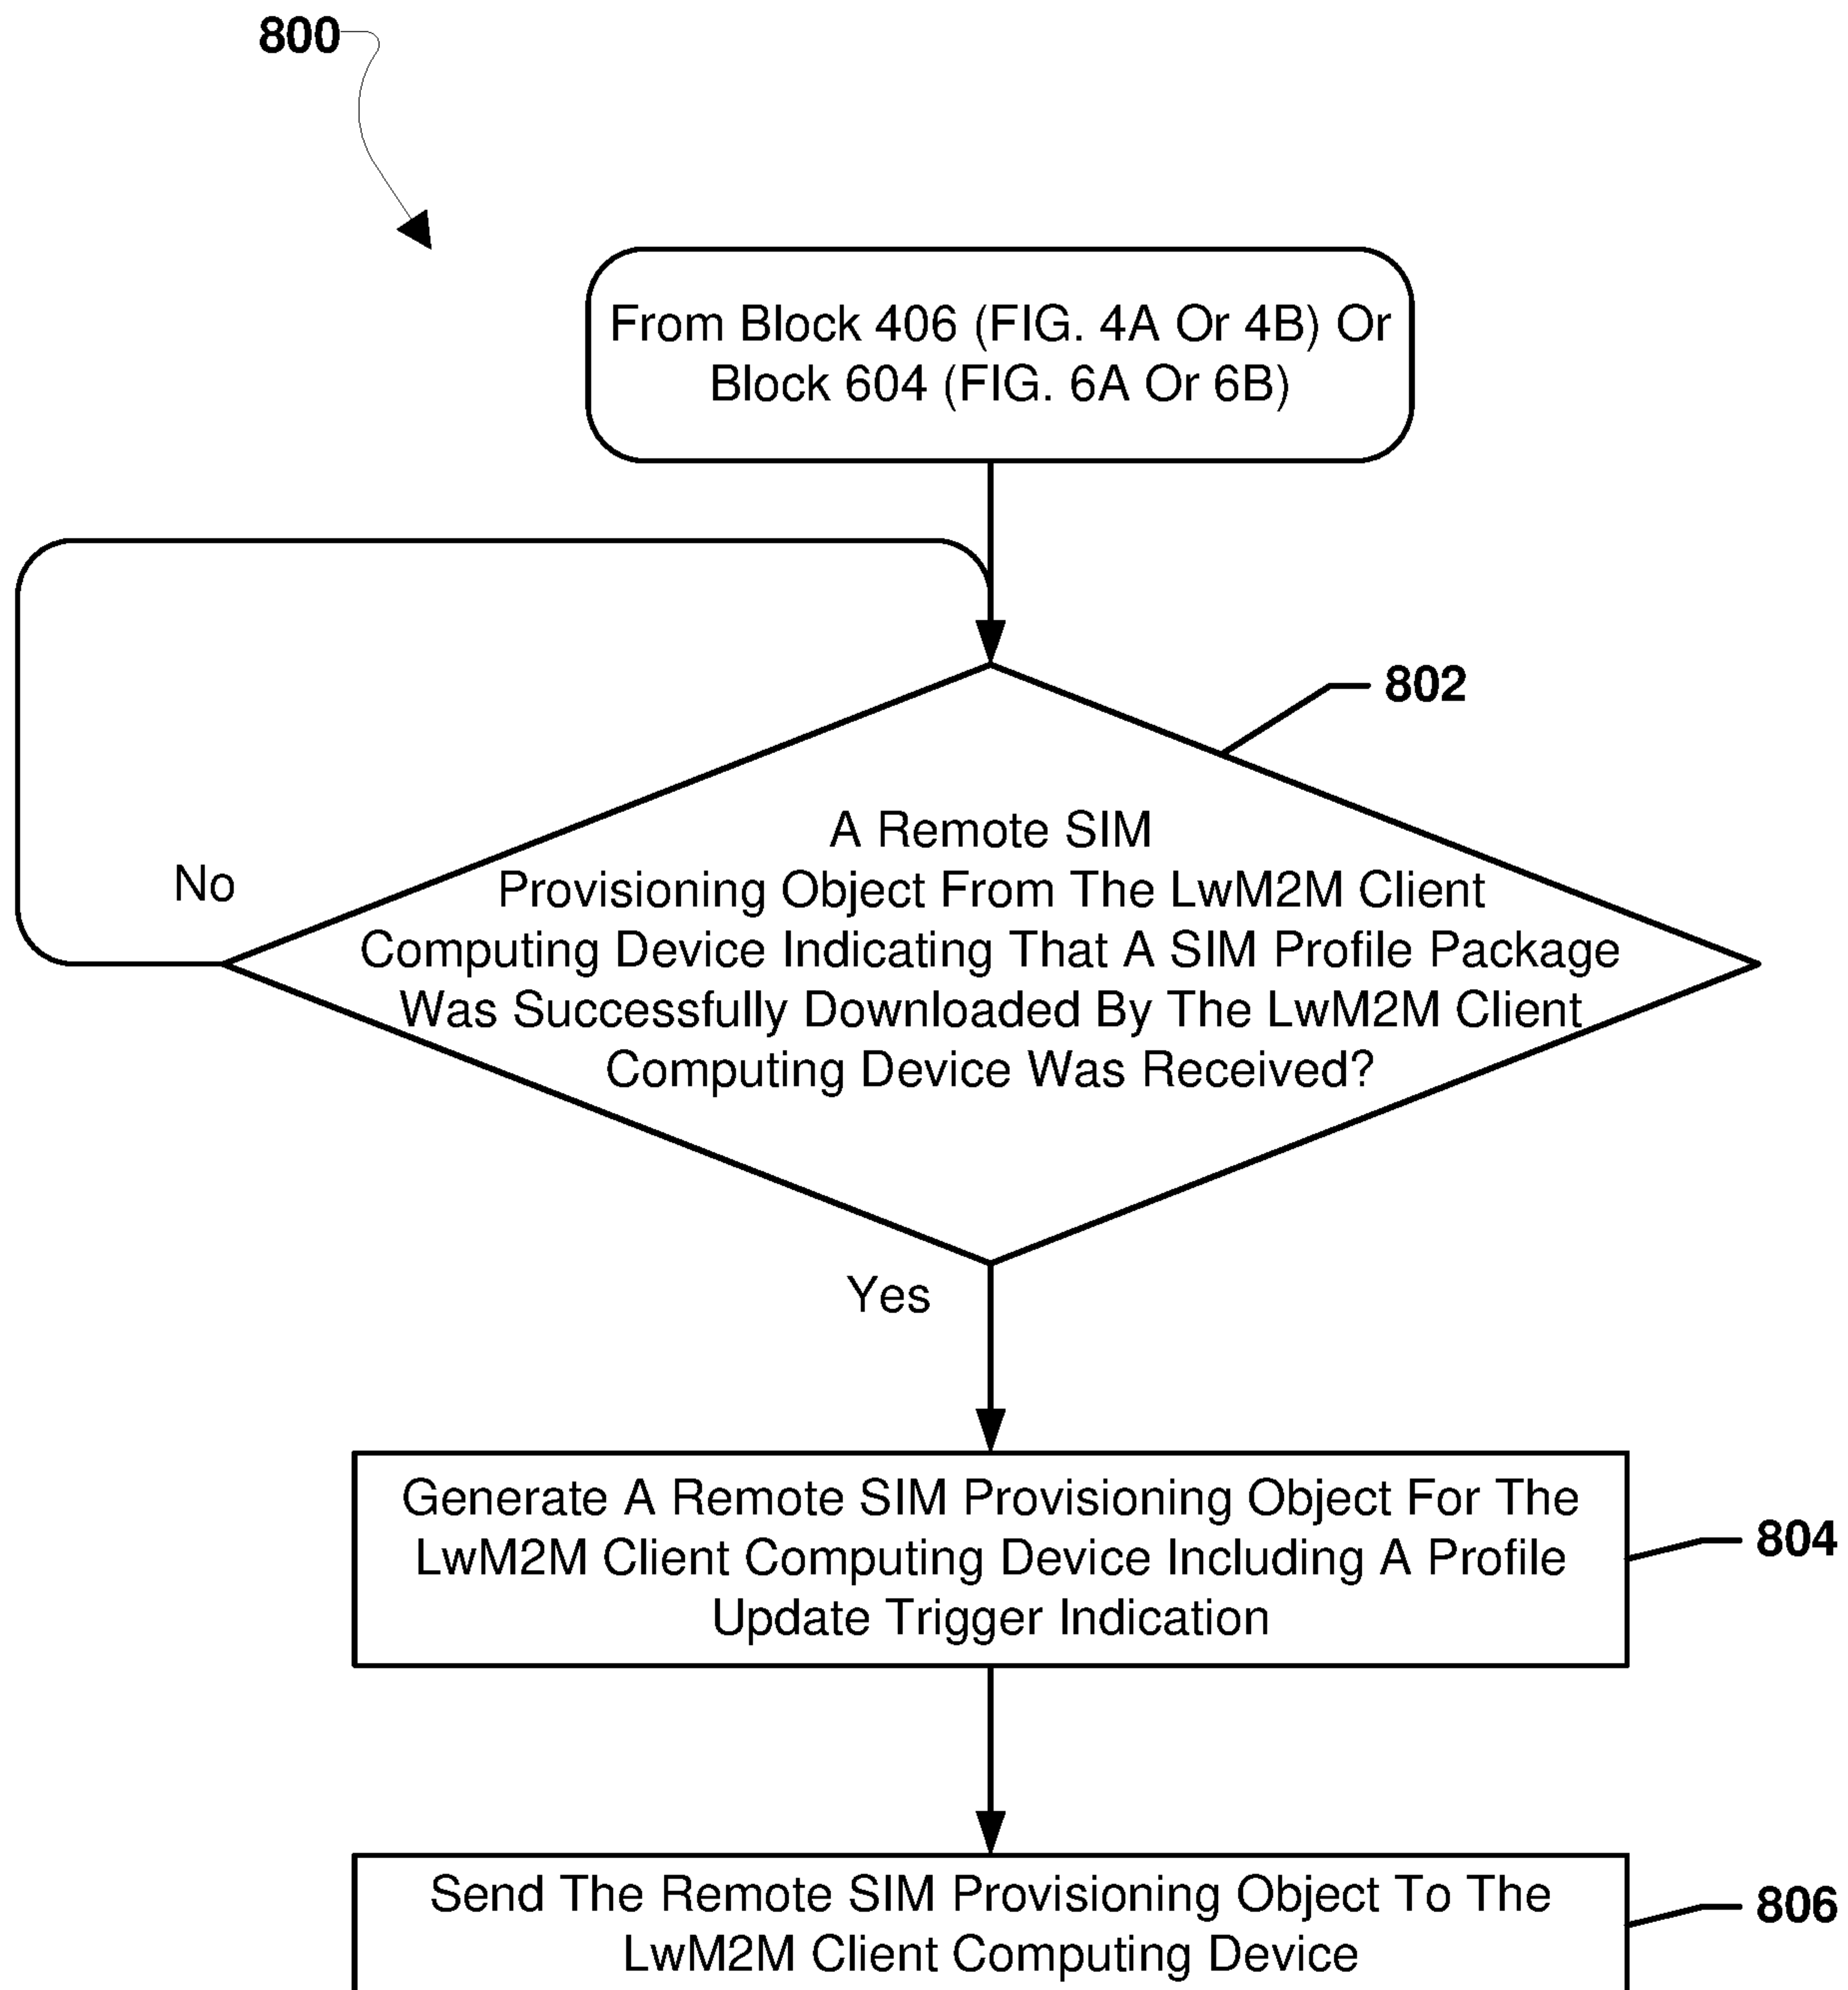 800
From Block 406 (FIG. 4A Or 4B) Or
Block 604 (FIG. 6A Or 6B)
802
A Remote SIM
Provisioning Object From The LwM2M Client
Computing Device Indicating That A SIM Profile Package
Was Successfully Downloaded By The LwM2M Client
Computing Device Was Received?
No
Yes
Generate A Remote SIM Provisioning Object For The
LwM2M Client Computing Device Including A Profile
Update Trigger Indication
804
Send The Remote SIM Provisioning Object To The
LwM2M Client Computing Device
806